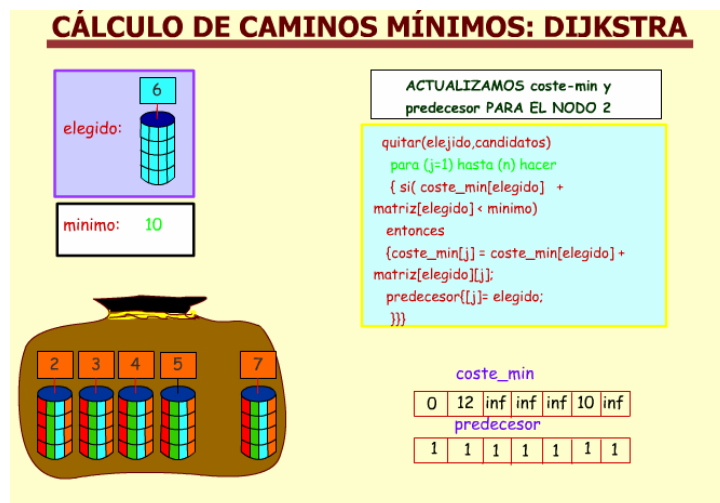 CÁLCULO DE CAMINOS MÍNIMOS: DIJKSTRA
6
elegido:
minimo: 10
ACTUALIZAMOS coste-min y
predecesor PARA EL NODO 2
quitar(elejido,candidatos)
para (j=1) hasta (n) hacer
{ si( coste_min[elegido] +
matriz[elegido] < minimo)
entonces
{coste_min[j] = coste_min[elegido] +
matriz[elegido][j];
predecesor{[j]= elegido;
}}}
2 3 4 5 7
coste_min
0 12 inf inf inf 10 inf
predecesor
1 1 1 1 1 1 1